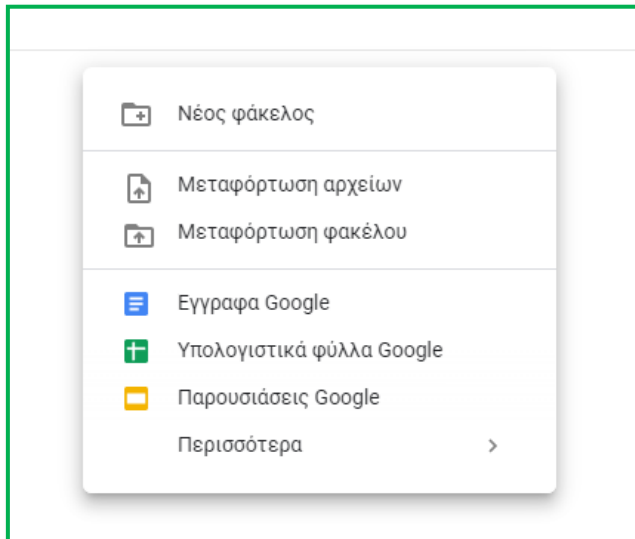 Νέος φάκελος
Μεταφόρτωση αρχείων
Μεταφόρτωση φακέλου
Εγγραφα Google
Υπολογιστικά φύλλα Google
Παρουσιάσεις Google
Περισσότερα